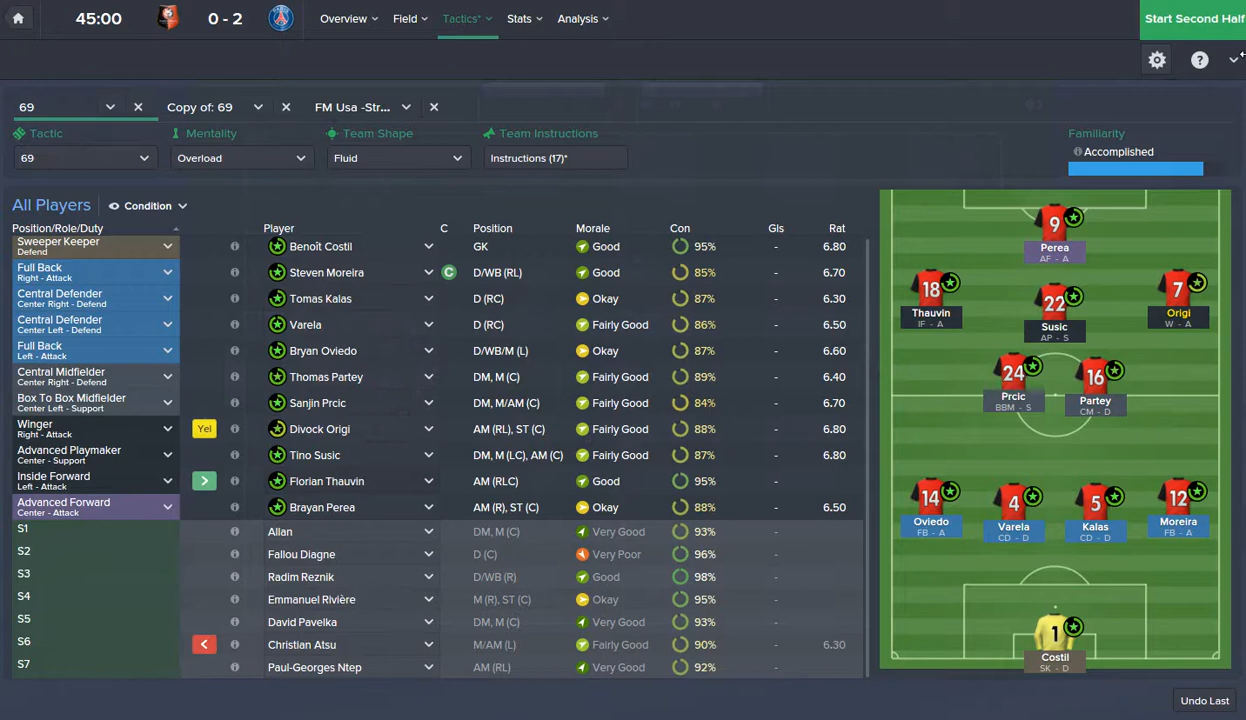 45:00 0 - 2 Overview Field Tactics* Stats Analysis Start Second Half
?
69 Copy of: 69 FM Usa -Str...
Tactic Mentality Team Shape Team Instructions Familiarity
69 Overload Fluid Instructions (17)* Accomplished
All Players Condition
Position/Role/Duty Player C Position Morale Con Gls Rat
Sweeper Keeper
Defend
Benoît Costil GK Good 95% 6.80
Full Back
Right - Attack
Steven Moreira C D/WB (RL) Good 85% - 6.70
Central Defender
Center Right - Defend
Tomas Kalas D (RC) Okay 87% - 6.30
Central Defender
Center Left - Defend
Varela D (RC) Fairly Good 86% - 6.50
Full Back
Left - Attack
Bryan Oviedo D/WB/M (L) Okay 87% - 6.60
Central Midfielder
Center Right - Defend
Thomas Partey DM, M (C) Fairly Good 89% - 6.40
Box To Box Midfielder
Center Left - Support
Sanjin Prcic DM, M/AM (C) Fairly Good 84% - 6.70
Winger
Right - Attack
Yel Divock Origi AM (RL), ST (C) Fairly Good 88% - 6.80
Advanced Playmaker
Center - Support
Tino Susic DM, M (LC), AM (C) Fairly Good 87% - 6.80
Inside Forward
Left - Attack
Florian Thauvin AM (RLC) Good 95% -
Advanced Forward
Center - Attack
Brayan Perea AM (R), ST (C) Okay 88% - 6.50
S1 Allan DM, M (C) Very Good 93% -
S2 Fallou Diagne D (C) Very Poor 96% -
S3 Radim Reznik D/WB (R) Good 98% -
S4 Emmanuel Rivière M (R), ST (C) Okay 95% -
S5 David Pavelka DM, M (C) Very Good 93% -
S6 Christian Atsu M/AM (L) Fairly Good 90% - 6.30
S7 Paul-Georges Ntep AM (RL) Very Good 92% -
9
Perea
AF - A
18
Thauvin
IF - A
22
Susic
AP - S
7
Origi
W - A
24
Prcic
BBM - S
16
Partey
CM - D
14
Oviedo
FB - A
4
Varela
CD - D
5
Kalas
CD - D
12
Moreira
FB - A
1
Costil
SK - D
Undo Last